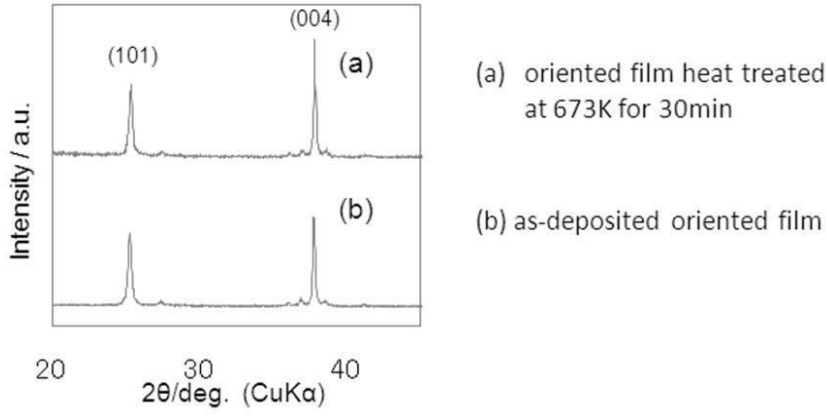 (004)
(101)
(a)
(a) oriented film heat treated
at 673K for 30min
Intensity / a.u.
(b)
(b) as-deposited oriented film
20 30 40
2θ/deg. (CuKα)